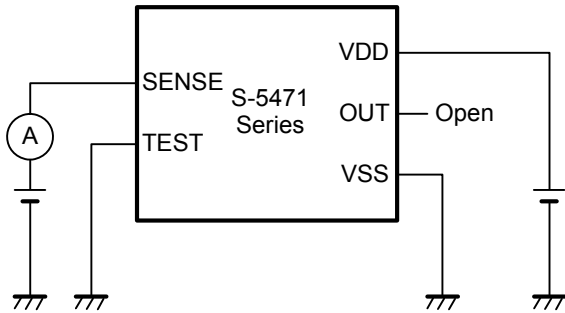 VDD
SENSE
S-5471
Series
OUT
Open
A
TEST
VSS